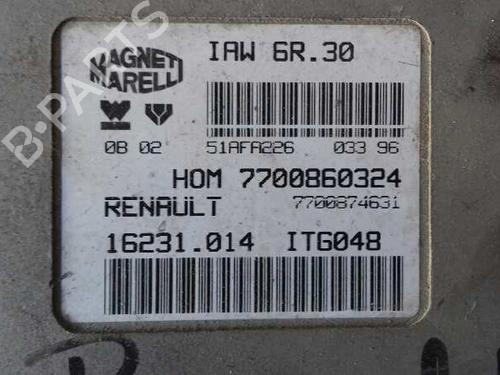 MAGNETI MARELLI IAW 6R.30
0B 02 51AFA226 033 96
HOM 7700860324
RENAULT 7700874631
16231.014 ITG048
B-PARTS